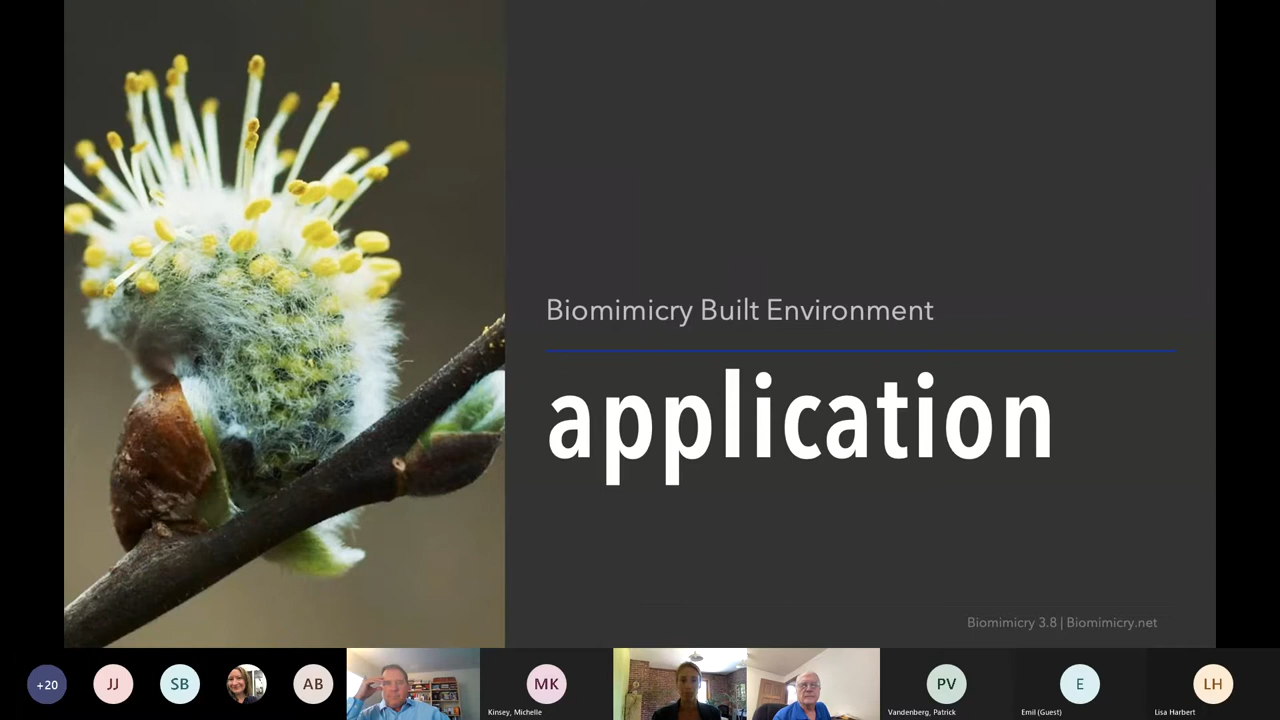 Biomimicry Built Environment
application
Biomimicry 3.8 | Biomimicry.net
+20
JJ
SB
AB
MK
Kinsey, Michelle
PV
Vandenberg, Patrick
E
Emil (Guest)
LH
Lisa Harbert